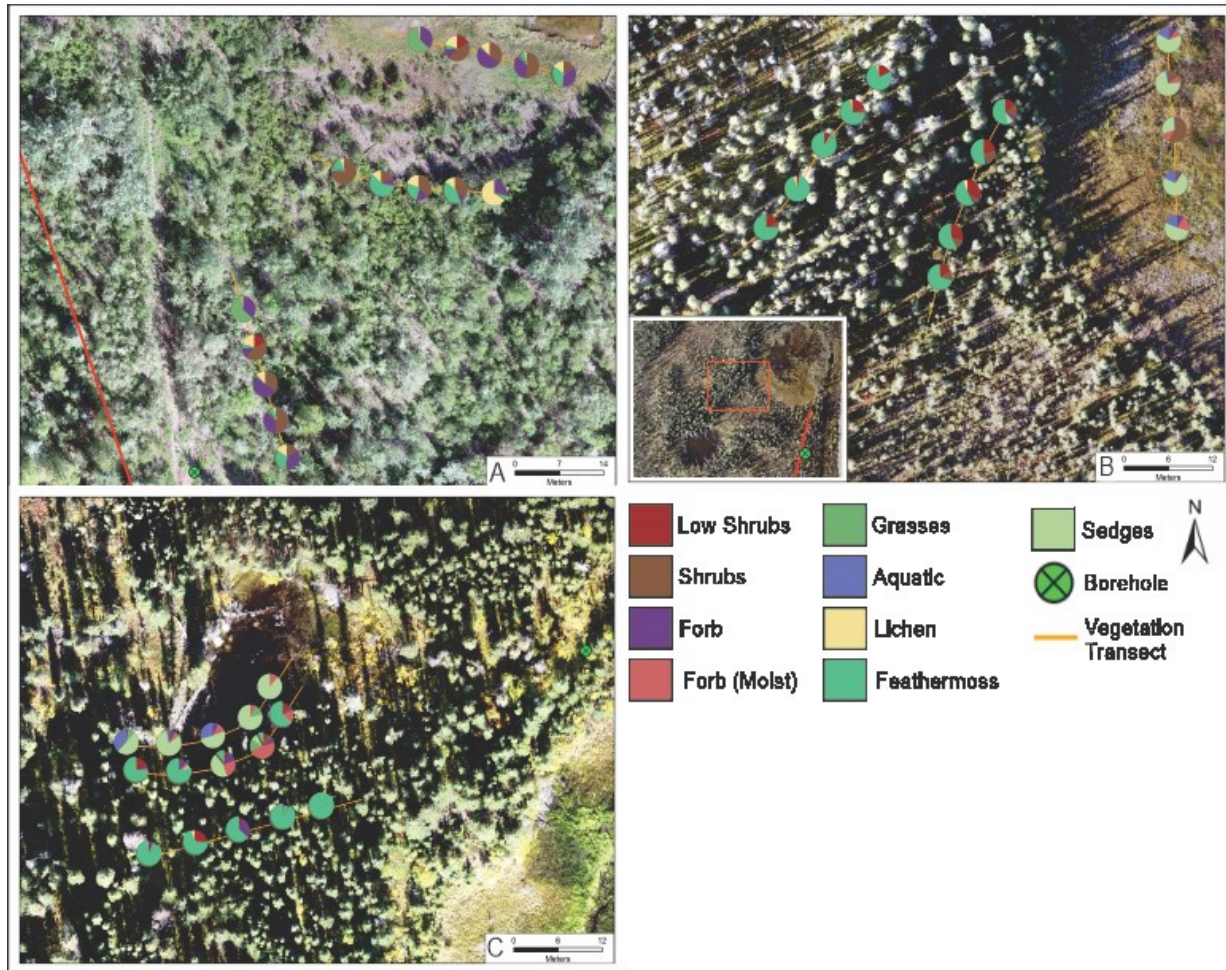 A
0 7 14
Meters
B
0 6 12
Meters
Low Shrubs
Shrubs
Forb
Forb (Moist)
Grasses
Aquatic
Lichen
Feathermoss
Sedges
Borehole
Vegetation
Transect
N
C
0 6 12
Meters